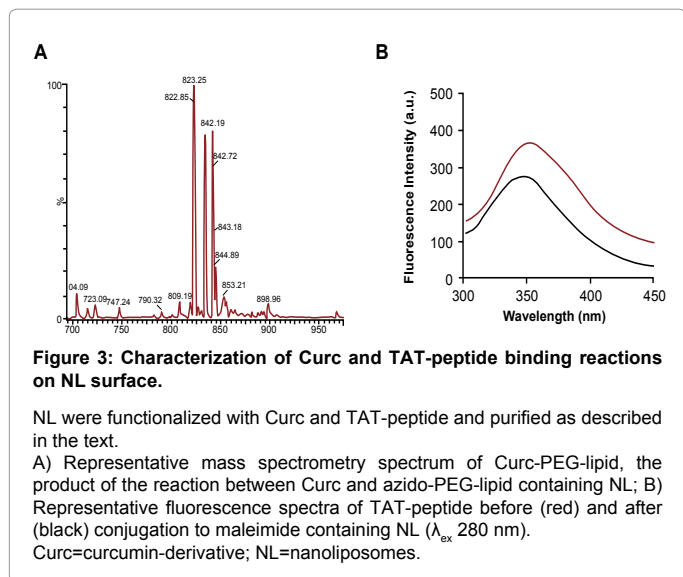 A
B
823.25
822.85
842.19
842.72
843.18
844.89
853.21
04.09
723.09
747.24
790.32
809.19
898.96
100
%
0
700 750 800 850 900 950
Fluorescence Intensity (a.u.)
500
400
300
200
100
0
300 350 400 450
Wavelength (nm)
Figure 3: Characterization of Curc and TAT-peptide binding reactions
on NL surface.
NL were functionalized with Curc and TAT-peptide and purified as described
in the text.
A) Representative mass spectrometry spectrum of Curc-PEG-lipid, the
product of the reaction between Curc and azido-PEG-lipid containing NL; B)
Representative fluorescence spectra of TAT-peptide before (red) and after
(black) conjugation to maleimide containing NL (λex 280 nm).
Curc=curcumin-derivative; NL=nanoliposomes.